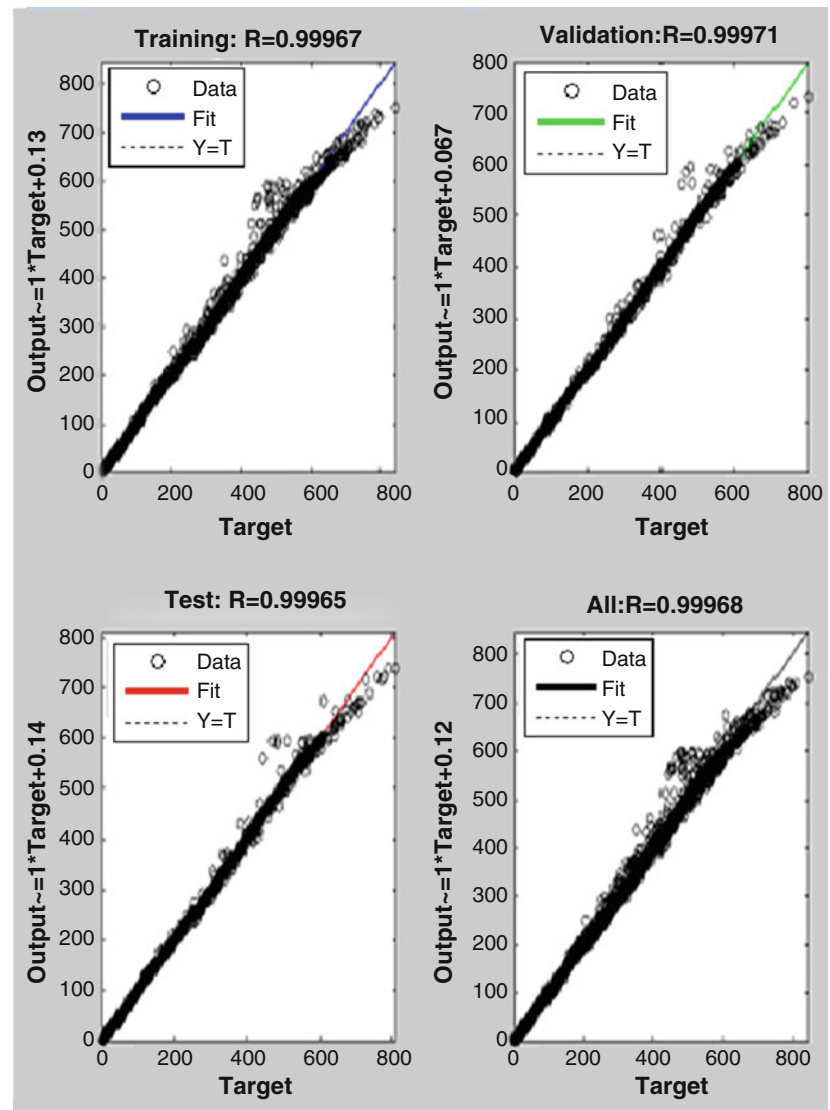 Training: R=0.99967
Output~=1*Target+0.13
800
700
600
500
400
300
200
100
0
Data
Fit
Y=T
0 200 400 600 800
Target
Validation:R=0.99971
Output~=1*Target+0.067
800
700
600
500
400
300
200
100
0
Data
Fit
Y=T
0 200 400 600 800
Target
Test: R=0.99965
Output~=1*Target+0.14
800
700
600
500
400
300
200
100
0
Data
Fit
Y=T
0 200 400 600 800
Target
All:R=0.99968
Output~=1*Target+0.12
800
700
600
500
400
300
200
100
0
Data
Fit
Y=T
0 200 400 600 800
Target